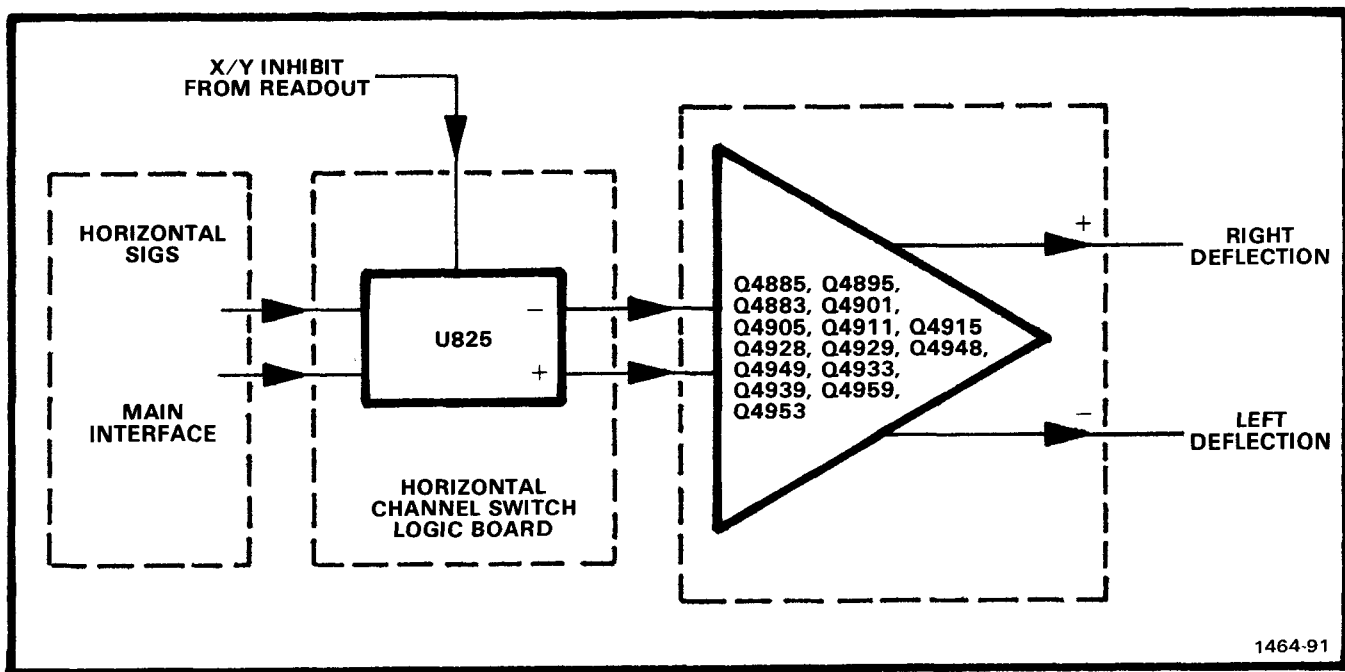 X/Y INHIBIT
FROM READOUT
HORIZONTAL
SIGS
MAIN
INTERFACE
U825
−
+
HORIZONTAL
CHANNEL SWITCH
LOGIC BOARD
Q4885, Q4895,
Q4883, Q4901,
Q4905, Q4911, Q4915
Q4928, Q4929, Q4948,
Q4949, Q4933,
Q4939, Q4959,
Q4953
+
RIGHT
DEFLECTION
−
LEFT
DEFLECTION
1464-91